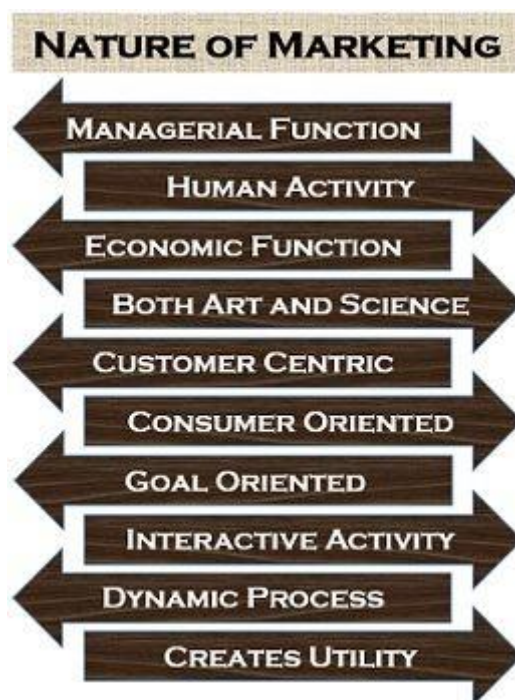 NATURE OF MARKETING
MANAGERIAL FUNCTION
HUMAN ACTIVITY
ECONOMIC FUNCTION
BOTH ART AND SCIENCE
CUSTOMER CENTRIC
CONSUMER ORIENTED
GOAL ORIENTED
INTERACTIVE ACTIVITY
DYNAMIC PROCESS
CREATES UTILITY